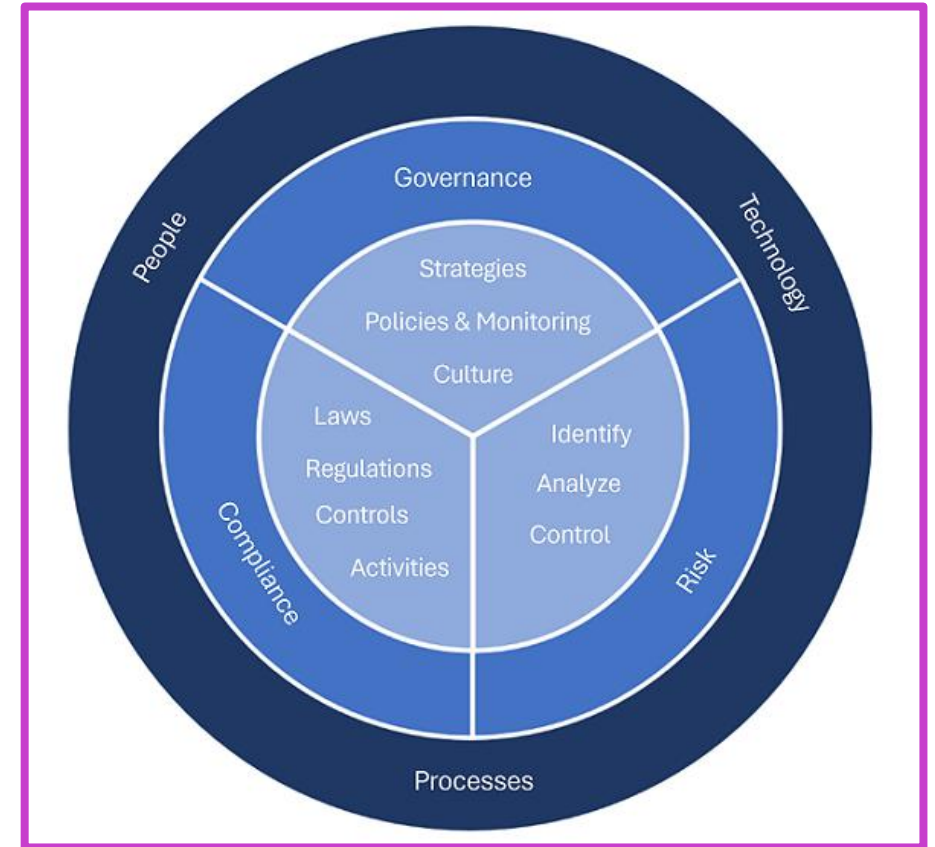 People
Governance
Technology
Strategies
Policies & Monitoring
Culture
Laws
Regulations
Controls
Activities
Identify
Analyze
Control
Compliance
Risk
Processes